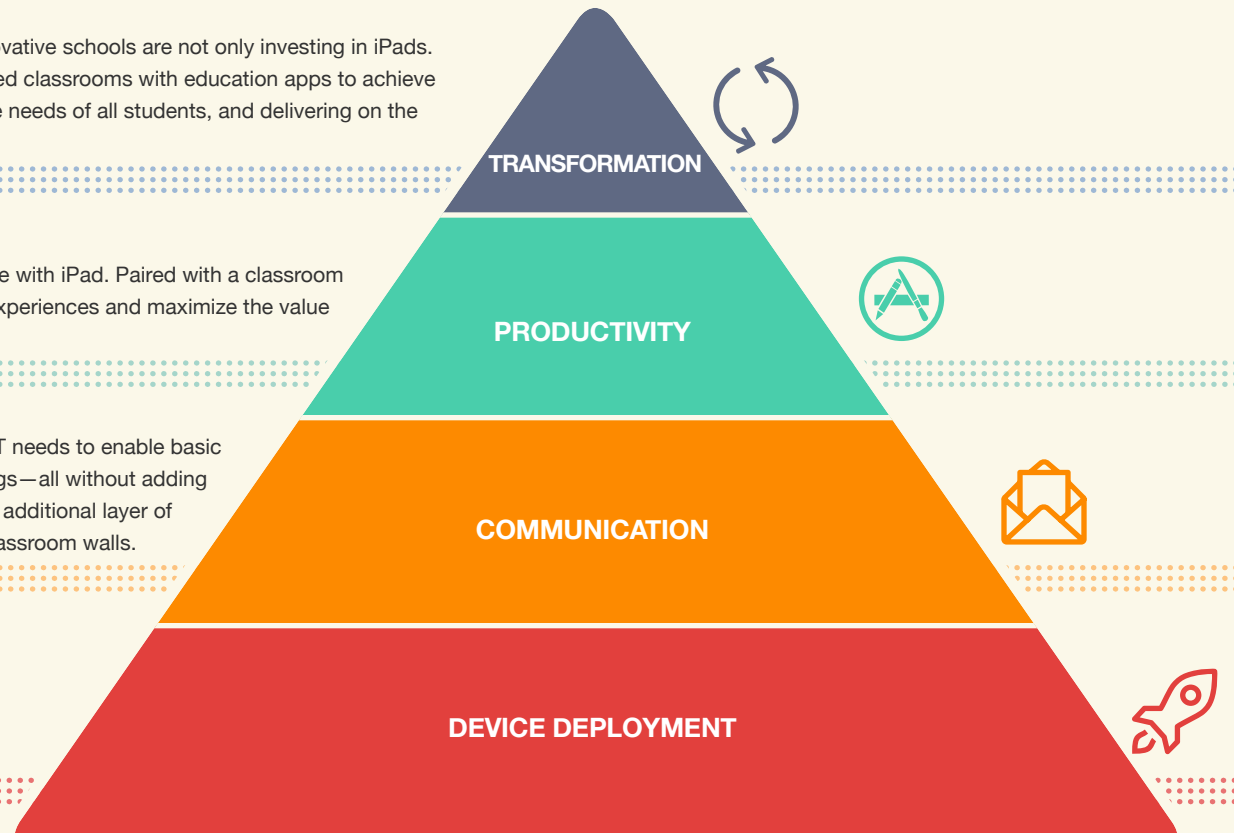 ovative schools are not only investing in iPads.
ed classrooms with education apps to achieve
e needs of all students, and delivering on the
TRANSFORMATION
e with iPad. Paired with a classroom
xperiences and maximize the value
PRODUCTIVITY
T needs to enable basic
gs—all without adding
additional layer of
assroom walls.
COMMUNICATION
DEVICE DEPLOYMENT